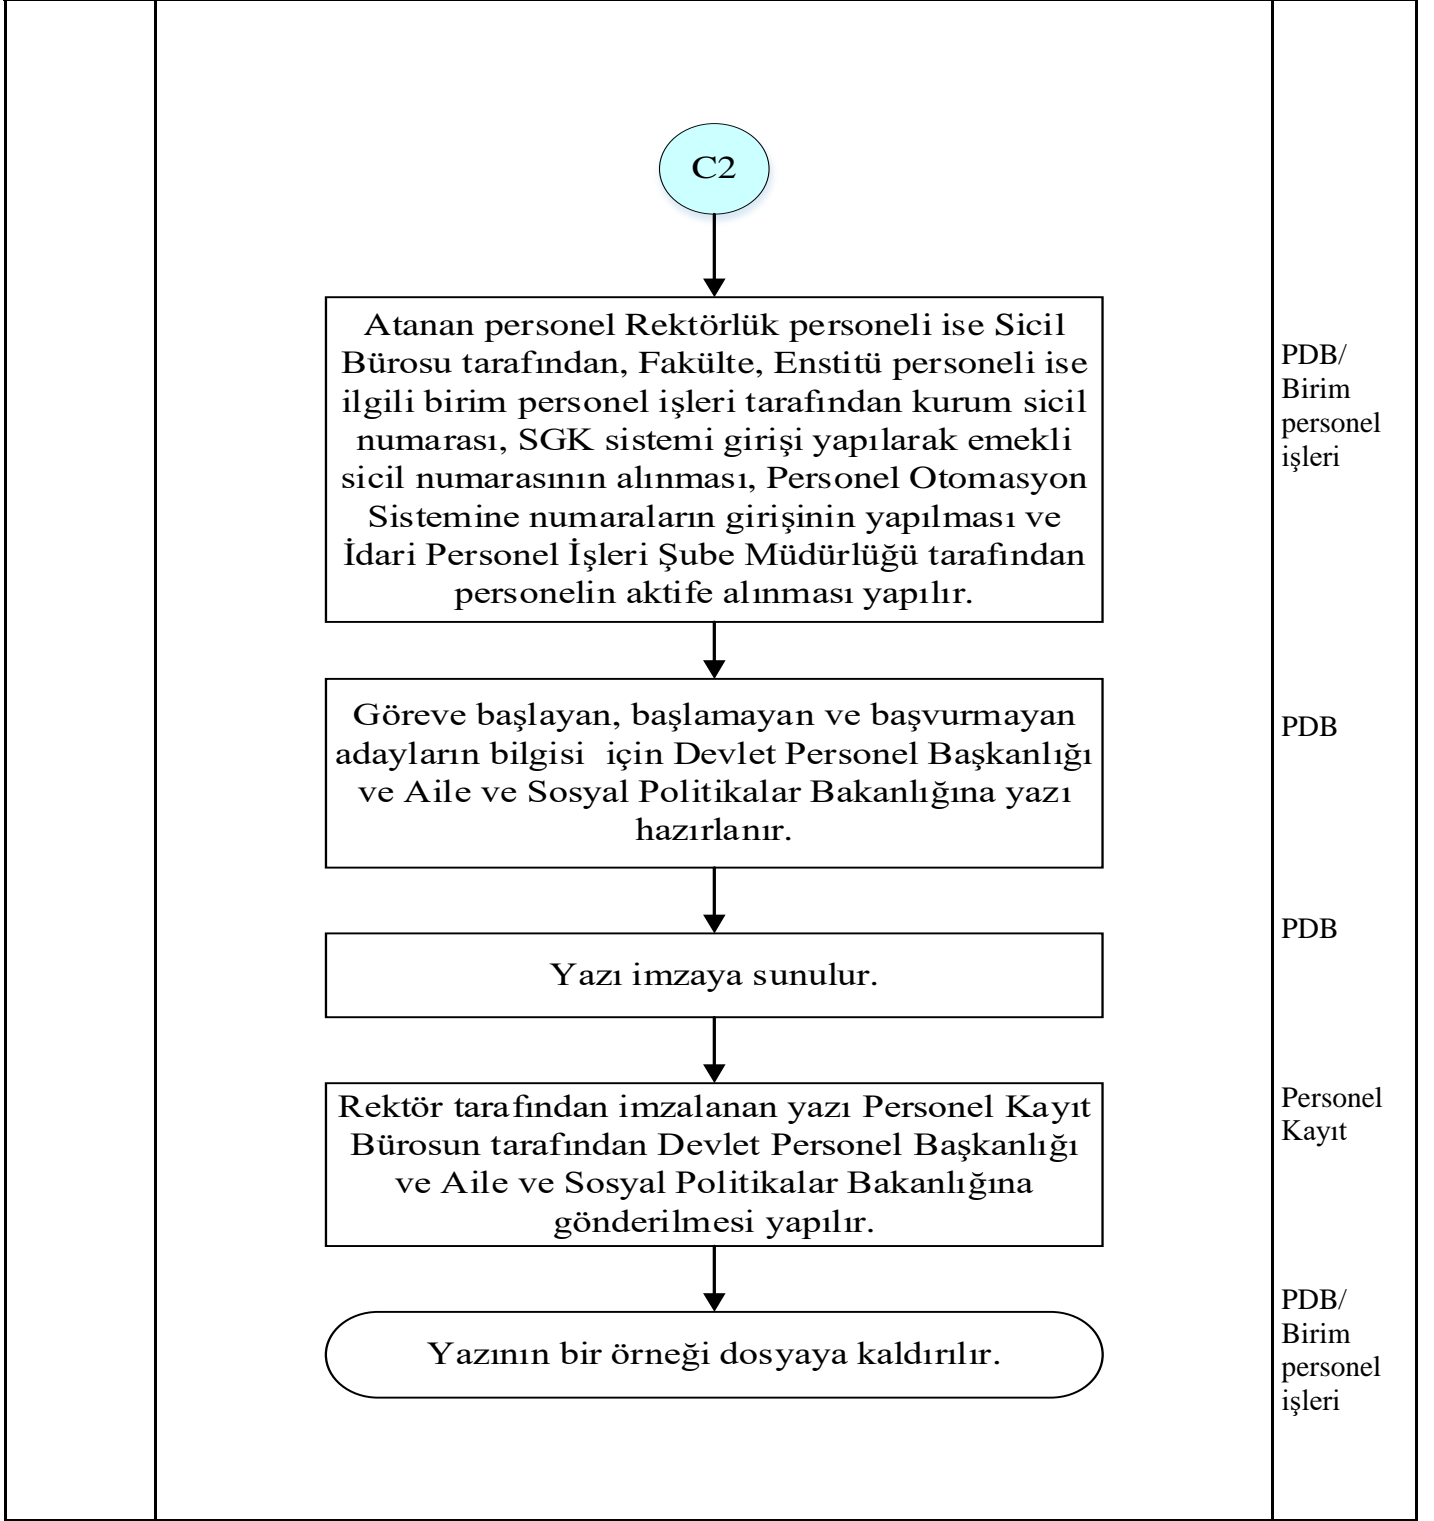 C2
Atanan personel Rektörlük personeli ise Sicil
Bürosu tarafından, Fakülte, Enstitü personeli ise
ilgili birim personel işleri tarafından kurum sicil
numarası, SGK sistemi girişi yapılarak emekli
sicil numarasının alınması, Personel Otomasyon
Sistemine numaraların girişinin yapılması ve
İdari Personel İşleri Şube Müdürlüğü tarafından
personelin aktife alınması yapılır.
PDB/
Birim
personel
işleri
Göreve başlayan, başlamayan ve başvurmayan
adayların bilgisi  için Devlet Personel Başkanlığı
ve Aile ve Sosyal Politikalar Bakanlığına yazı
hazırlanır.
PDB
Yazı imzaya sunulur.
PDB
Rektör tarafından imzalanan yazı Personel Kayıt
Bürosun tarafından Devlet Personel Başkanlığı
ve Aile ve Sosyal Politikalar Bakanlığına
gönderilmesi yapılır.
Personel
Kayıt
Yazının bir örneği dosyaya kaldırılır.
PDB/
Birim
personel
işleri